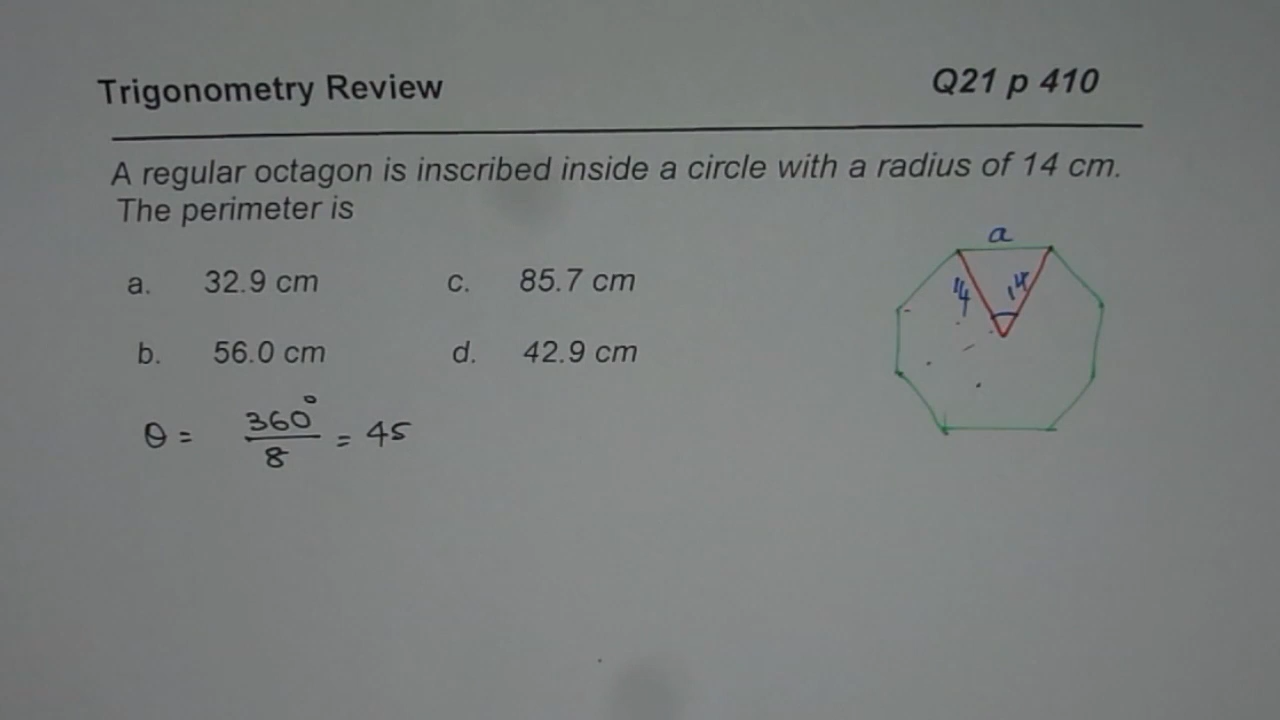 Trigonometry Review Q21 p 410
A regular octagon is inscribed inside a circle with a radius of 14 cm.
The perimeter is
a. 32.9 cm c. 85.7 cm
b. 56.0 cm d. 42.9 cm
θ = 360° / 8 = 45
a
14 14